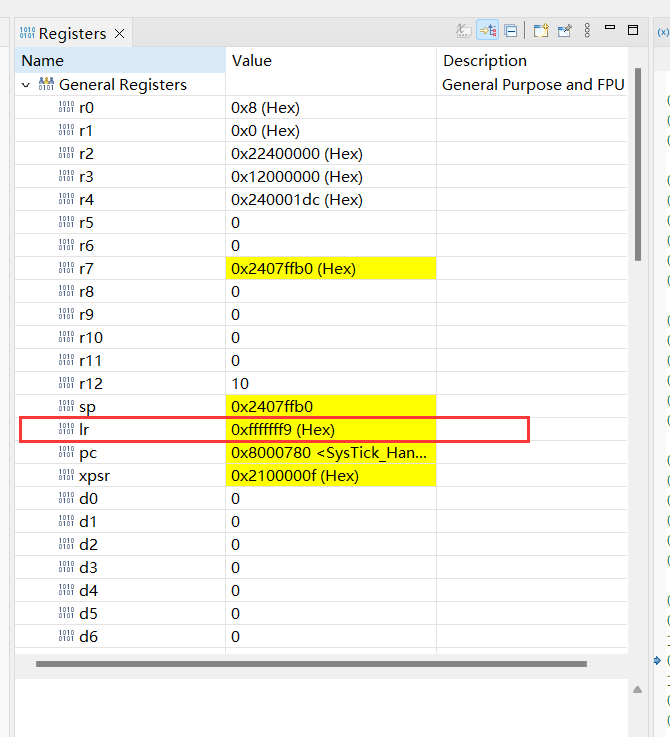 Registers
Name Value Description
General Registers General Purpose and FPU
r0 0x8 (Hex)
r1 0x0 (Hex)
r2 0x22400000 (Hex)
r3 0x12000000 (Hex)
r4 0x240001dc (Hex)
r5 0
r6 0
r7 0x2407ffb0 (Hex)
r8 0
r9 0
r10 0
r11 0
r12 10
sp 0x2407ffb0
lr 0xfffffff9 (Hex)
pc 0x8000780 <SysTick_Han...
xpsr 0x2100000f (Hex)
d0 0
d1 0
d2 0
d3 0
d4 0
d5 0
d6 0